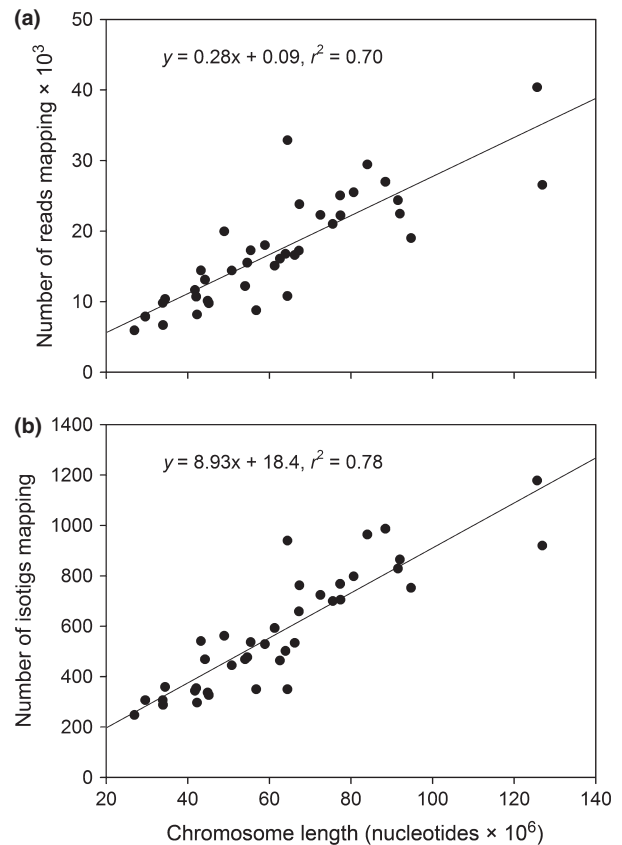 (a)
50
40
30
20
10
0
Number of reads mapping × 10³
y = 0.28x + 0.09, r² = 0.70
(b)
1400
1200
1000
800
600
400
200
0
Number of isotigs mapping
y = 8.93x + 18.4, r² = 0.78
20 40 60 80 100 120 140
Chromosome length (nucleotides × 10⁶)